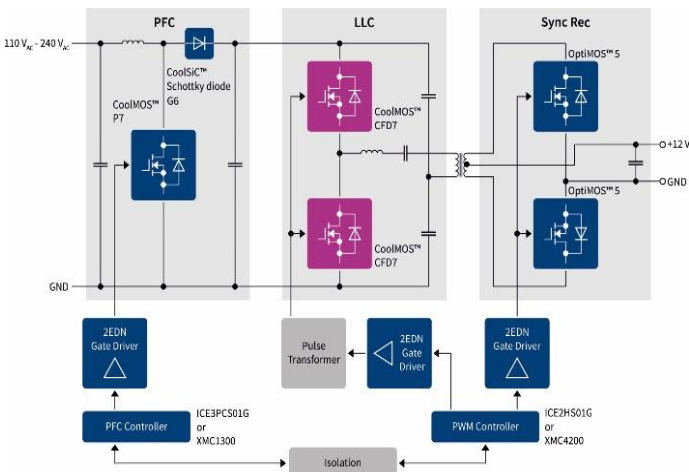 PFC
LLC
Sync Rec
110 V_AC - 240 V_AC
CoolSiC™
Schottky diode
G6
CoolMOS™
P7
CoolMOS™
CFD7
OptiMOS™ 5
+12 V
GND
OptiMOS™ 5
CoolMOS™
CFD7
GND
2EDN
Gate Driver
Pulse
Transformer
2EDN
Gate
Driver
2EDN
Gate Driver
PFC Controller
ICE3PCS01G
or
XMC1300
PWM Controller
ICE2HS01G
or
XMC4200
Isolation